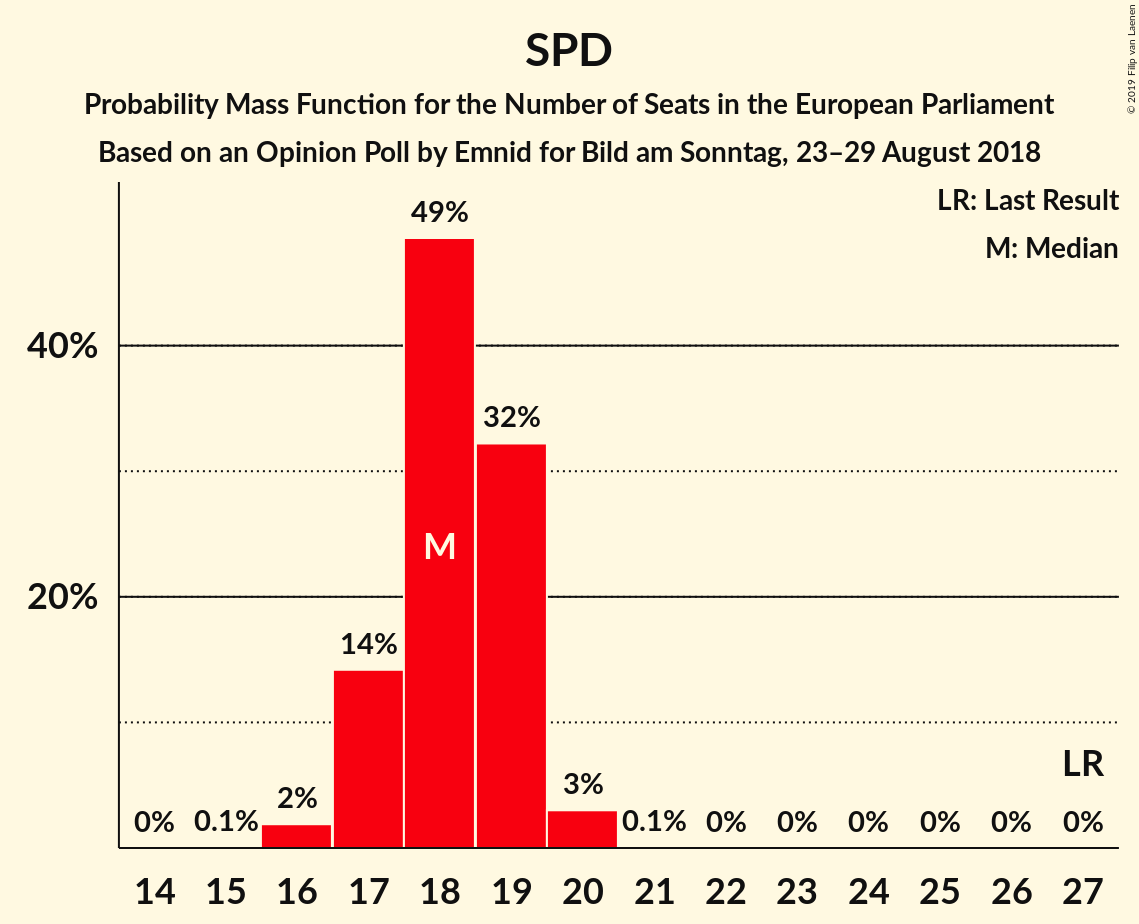 SPD
Probability Mass Function for the Number of Seats in the European Parliament
Based on an Opinion Poll by Emnid for Bild am Sonntag, 23–29 August 2018
© 2019 Filip van Laenen
LR: Last Result
M: Median
49%
40%
32%
M
20%
14%
LR
0% 0.1% 2% 3% 0.1% 0% 0% 0% 0% 0% 0%
14 15 16 17 18 19 20 21 22 23 24 25 26 27